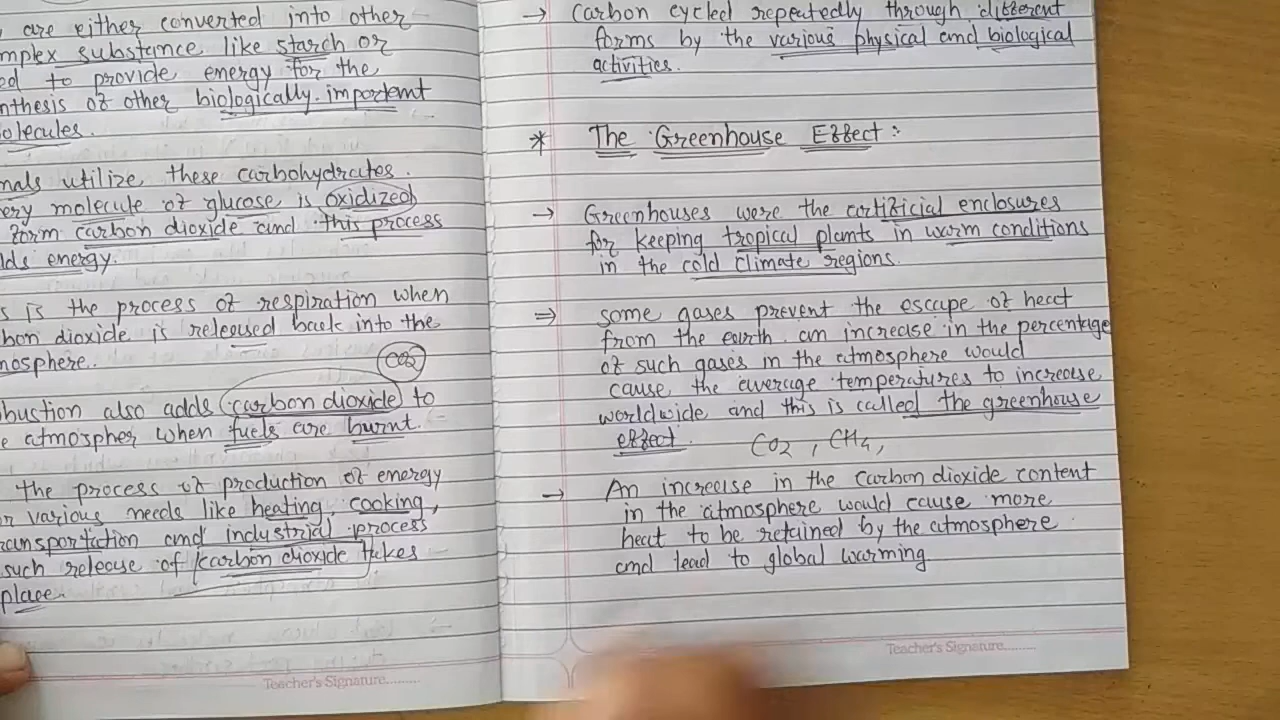 are either converted into other
mplex substance like starch or
ed to provide energy for the
nthesis of other biologically important
olecules.
mals utilize these carbohydrates.
ery molecule of glucose is oxidized
form carbon dioxide and this process
lds energy.
s is the process of respiration when
bon dioxide is released back into the
mosphere.
CO2
bustion also adds carbon dioxide to
e atmospher when fuels are burnt.
The process of production of energy
r various needs like heating, cooking,
ransportation and industrial process
such release of carbon dioxide takes
place.
Teacher's Signature.........
→ Carbon cycled repeatedly through different
forms by the various physical and biological
activities.
* The Greenhouse Effect :
→ Greenhouses were the artificial enclosures
for keeping tropical plants in warm conditions
in the cold climate regions.
⇒ some gases prevent the escape of heat
from the earth. an increase in the percentage
of such gases in the atmosphere would
cause the average temperatures to increase
worldwide and this is called the greenhouse
effect. CO2 , CH4,
→ An increase in the Carbon dioxide content
in the atmosphere would cause more
heat to be retained by the atmosphere
and lead to global warming
Teacher's Signature.........